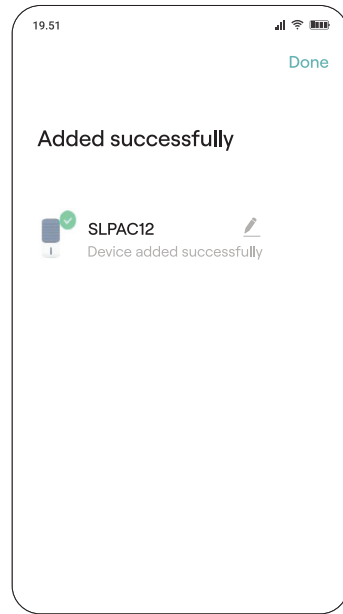 19.51
Done
Added successfully
SLPAC12
Device added successfully